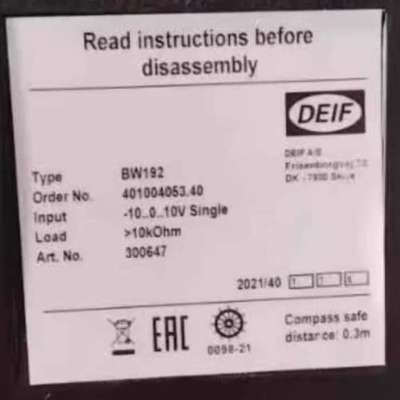 Read instructions before
disassembly
DEIF
DEIF A/S
DK - 7800 Skive
Type BW192
Order No. 401004053.40
Input -10..0..10V Single
Load >10kOhm
Art. No. 300647
2021/40
EAC
0098-21
Compass safe
distance: 0.3m